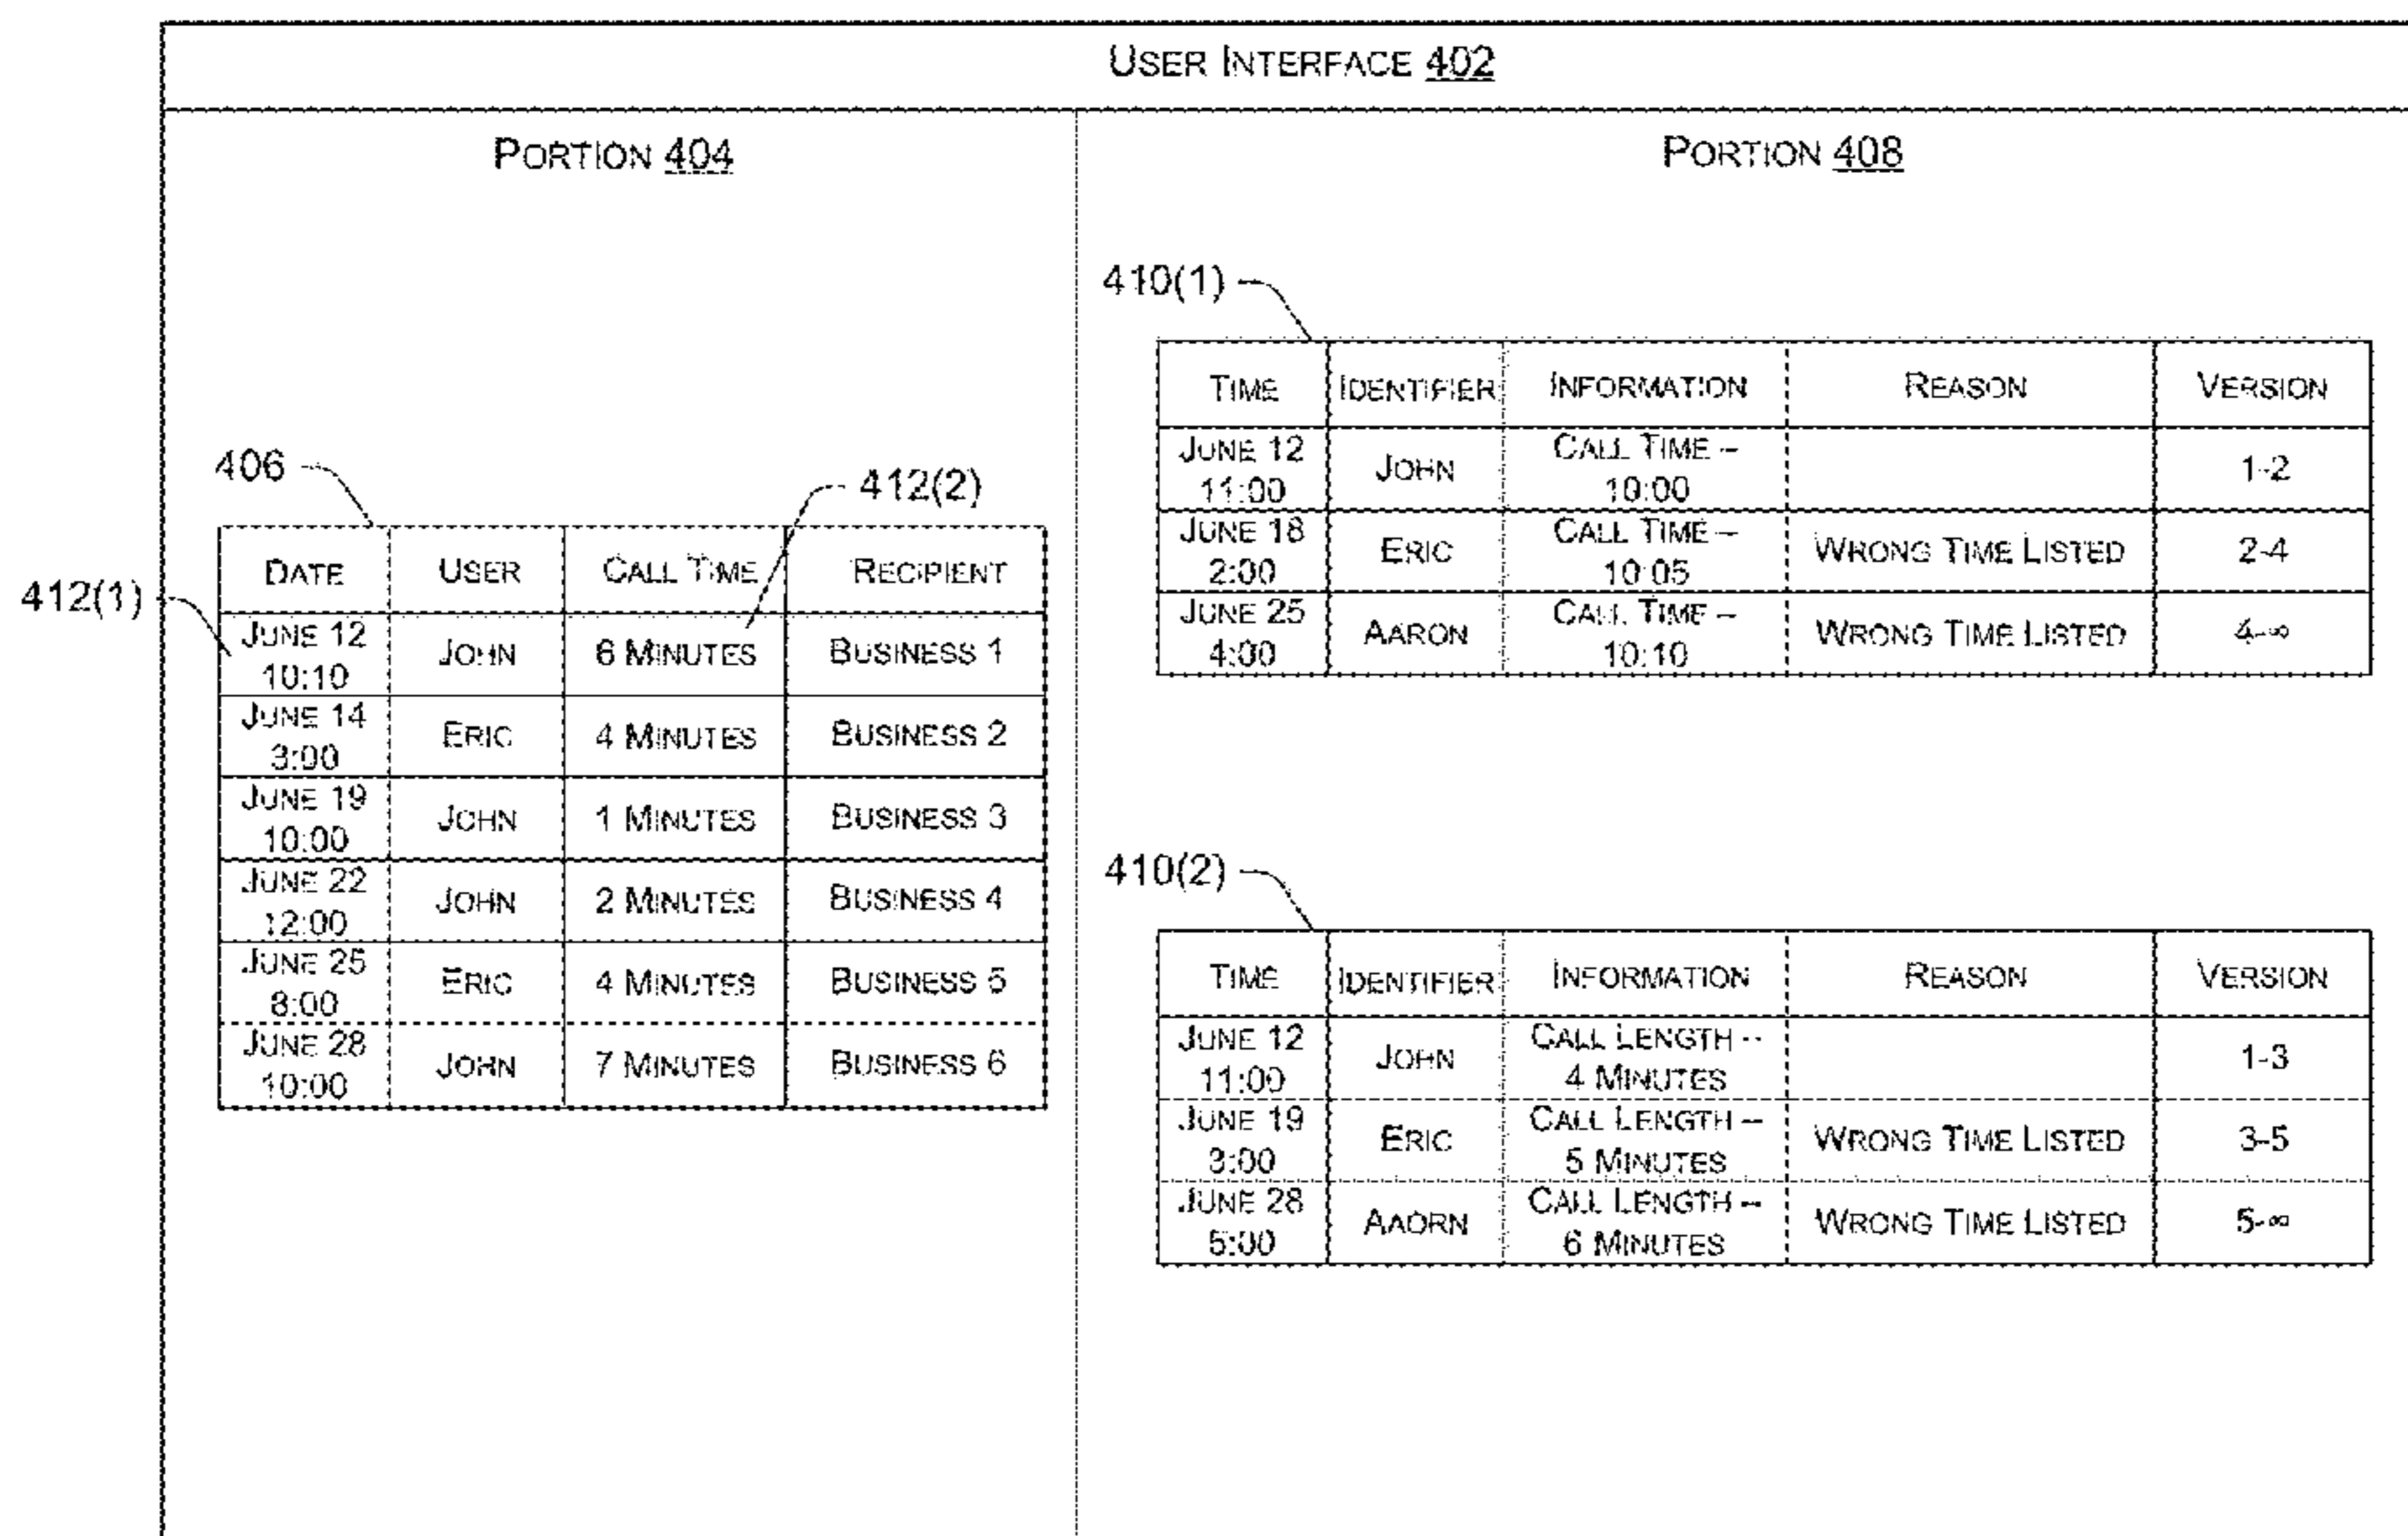 USER INTERFACE 402
PORTION 404
406
412(2)
412(1)
DATE USER CALL TIME RECIPIENT
JUNE 12
10:10 JOHN 6 MINUTES BUSINESS 1
JUNE 14
3:00 ERIC 4 MINUTES BUSINESS 2
JUNE 19
10:00 JOHN 1 MINUTES BUSINESS 3
JUNE 22
12:00 JOHN 2 MINUTES BUSINESS 4
JUNE 25
8:00 ERIC 4 MINUTES BUSINESS 5
JUNE 28
10:00 JOHN 7 MINUTES BUSINESS 6
PORTION 408
410(1)
TIME IDENTIFIER INFORMATION REASON VERSION
JUNE 12 CALL TIME –
11:00 JOHN 10:00 1-2
JUNE 18 CALL TIME –
2:00 ERIC 10:05 WRONG TIME LISTED 2-4
JUNE 25 CALL TIME –
4:00 AARON 10:10 WRONG TIME LISTED 4-∞
410(2)
TIME IDENTIFIER INFORMATION REASON VERSION
JUNE 12 CALL LENGTH –
11:00 JOHN 4 MINUTES 1-3
JUNE 19 CALL LENGTH –
3:00 ERIC 5 MINUTES WRONG TIME LISTED 3-5
JUNE 28 CALL LENGTH –
5:00 AAORN 6 MINUTES WRONG TIME LISTED 5-∞